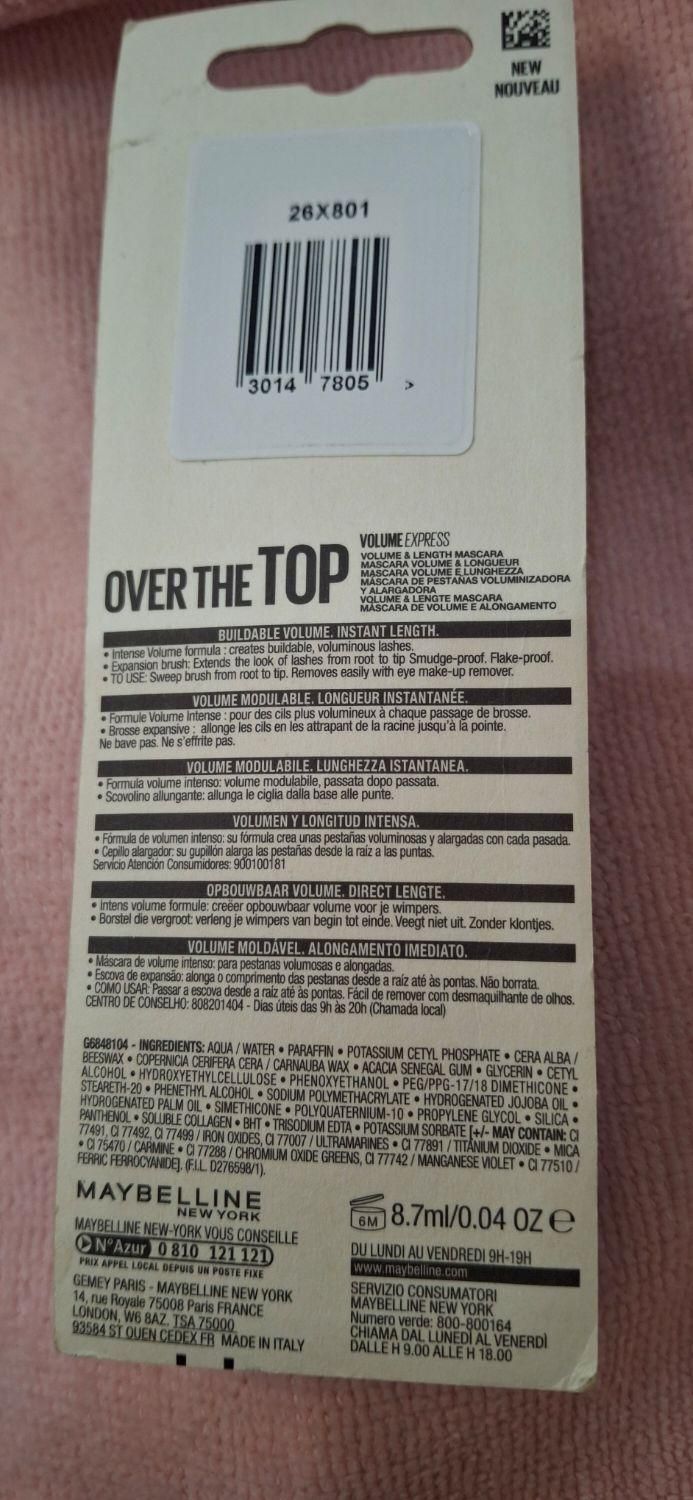 NEW
NOUVEAU
26X801
3014 7805 >
OVER THE TOP
VOLUME EXPRESS
VOLUME & LENGTH MASCARA
MASCARA VOLUME & LONGUEUR
MASCARA VOLUME E LUNGHEZZA
MÁSCARA DE PESTAÑAS VOLUMINIZADORA
Y ALARGADORA
VOLUME & LENGTE MASCARA
MÁSCARA DE VOLUME E ALONGAMENTO
BUILDABLE VOLUME. INSTANT LENGTH.
• Intense Volume formula : creates buildable, voluminous lashes.
• Expansion brush: Extends the look of lashes from root to tip Smudge-proof. Flake-proof.
• TO USE: Sweep brush from root to tip. Removes easily with eye make-up remover.
VOLUME MODULABLE. LONGUEUR INSTANTANÉE.
• Formule Volume Intense : pour des cils plus volumineux à chaque passage de brosse.
• Brosse expansive : allonge les cils en les attrapant de la racine jusqu'à la pointe.
Ne bave pas. Ne s'effrite pas.
VOLUME MODULABILE. LUNGHEZZA ISTANTANEA.
• Formula volume intenso: volume modulabile, passata dopo passata.
• Scovolino allungante: allunga le ciglia dalla base alle punte.
VOLUMEN Y LONGITUD INTENSA.
• Fórmula de volumen intenso: su fórmula crea unas pestañas voluminosas y alargadas con cada pasada.
• Cepillo alargador: su gupillón alarga las pestañas desde la raíz a las puntas.
Servicio Atención Consumidores: 900100181
OPBOUWBAAR VOLUME. DIRECT LENGTE.
• Intens volume formule: creëer opbouwbaar volume voor je wimpers.
• Borstel die vergroot: verleng je wimpers van begin tot einde. Veegt niet uit. Zonder klontjes.
VOLUME MOLDÁVEL. ALONGAMENTO IMEDIATO.
• Máscara de volume intenso: para pestanas volumosas e alongadas.
• Escova de expansão: alonga o comprimento das pestanas desde a raíz até às pontas. Não borrata.
• COMO USAR: Passar a escova desde a raíz até às pontas. Fácil de remover com desmaquilhante de olhos.
CENTRO DE CONSELHO: 808201404 - Dias úteis das 9h às 20h (Chamada local)
G6848104 - INGREDIENTS: AQUA / WATER • PARAFFIN • POTASSIUM CETYL PHOSPHATE • CERA ALBA /
BEESWAX • COPERNICIA CERIFERA CERA / CARNAUBA WAX • ACACIA SENEGAL GUM • GLYCERIN • CETYL
ALCOHOL • HYDROXYETHYLCELLULOSE • PHENOXYETHANOL • PEG/PPG-17/18 DIMETHICONE •
STEARETH-20 • PHENETHYL ALCOHOL • SODIUM POLYMETHACRYLATE • HYDROGENATED JOJOBA OIL •
HYDROGENATED PALM OIL • SIMETHICONE • POLYQUATERNIUM-10 • PROPYLENE GLYCOL • SILICA •
PANTHENOL • SOLUBLE COLLAGEN • BHT • TRISODIUM EDTA • POTASSIUM SORBATE [+/- MAY CONTAIN: CI
77491, CI 77492, CI 77499 / IRON OXIDES, CI 77007 / ULTRAMARINES • CI 77891 / TITANIUM DIOXIDE • MICA
• CI 75470 / CARMINE • CI 77288 / CHROMIUM OXIDE GREENS, CI 77742 / MANGANESE VIOLET • CI 77510 /
FERRIC FERROCYANIDE]. (F.I.L. D276598/1).
MAYBELLINE
NEW YORK
MAYBELLINE NEW-YORK VOUS CONSEILLE
N°Azur 0 810 121 121
PRIX APPEL LOCAL DEPUIS UN POSTE FIXE
GEMEY PARIS - MAYBELLINE NEW YORK
14, rue Royale 75008 Paris FRANCE
LONDON, W6 8AZ. TSA 75000
93584 ST OUEN CEDEX FR MADE IN ITALY
6M 8.7ml/0.04 OZ e
DU LUNDI AU VENDREDI 9H-19H
www.maybelline.com
SERVIZIO CONSUMATORI
MAYBELLINE NEW YORK
Numero verde: 800-800164
CHIAMA DAL LUNEDÌ AL VENERDÌ
DALLE H 9.00 ALLE H 18.00